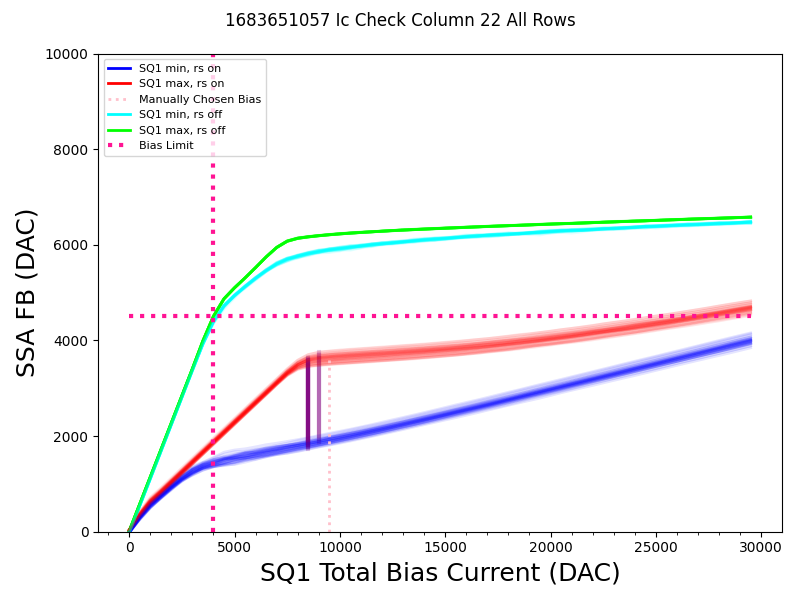 1683651057 Ic Check Column 22 All Rows
10000
8000
6000
4000
2000
0
SSA FB (DAC)
SQ1 min, rs on
SQ1 max, rs on
Manually Chosen Bias
SQ1 min, rs off
SQ1 max, rs off
Bias Limit
0 5000 10000 15000 20000 25000 30000
SQ1 Total Bias Current (DAC)